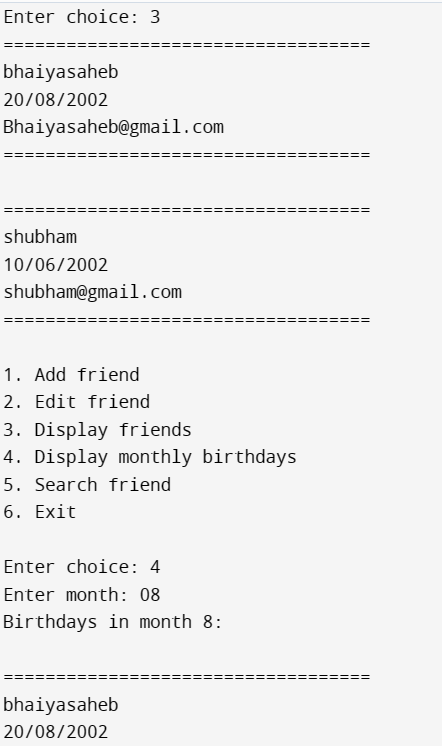 Enter choice: 3
===================================
bhaiyasaheb
20/08/2002
Bhaiyasaheb@gmail.com
===================================
===================================
shubham
10/06/2002
shubham@gmail.com
===================================
1. Add friend
2. Edit friend
3. Display friends
4. Display monthly birthdays
5. Search friend
6. Exit
Enter choice: 4
Enter month: 08
Birthdays in month 8:
===================================
bhaiyasaheb
20/08/2002